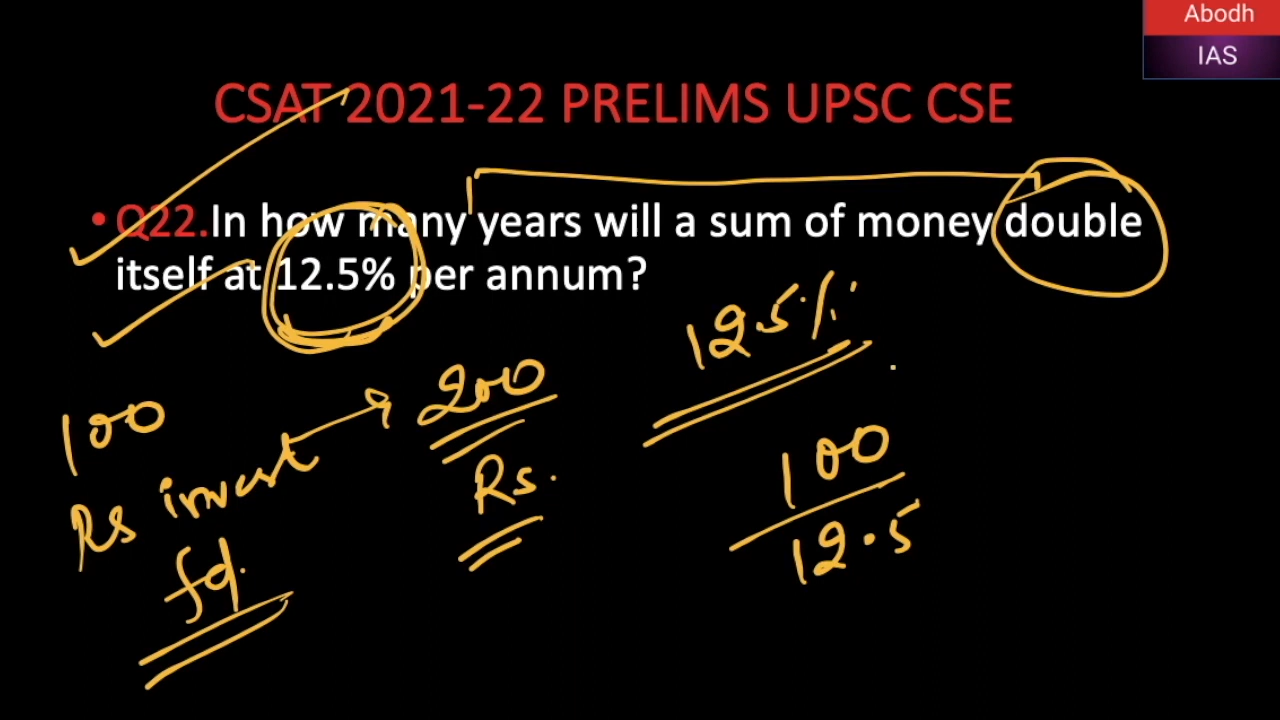 Abodh
IAS
CSAT 2021-22 PRELIMS UPSC CSE
• Q22.In how many years will a sum of money double
itself at 12.5% per annum?
12.5%
100
200
Rs invest
Rs.
fd.
100
12.5